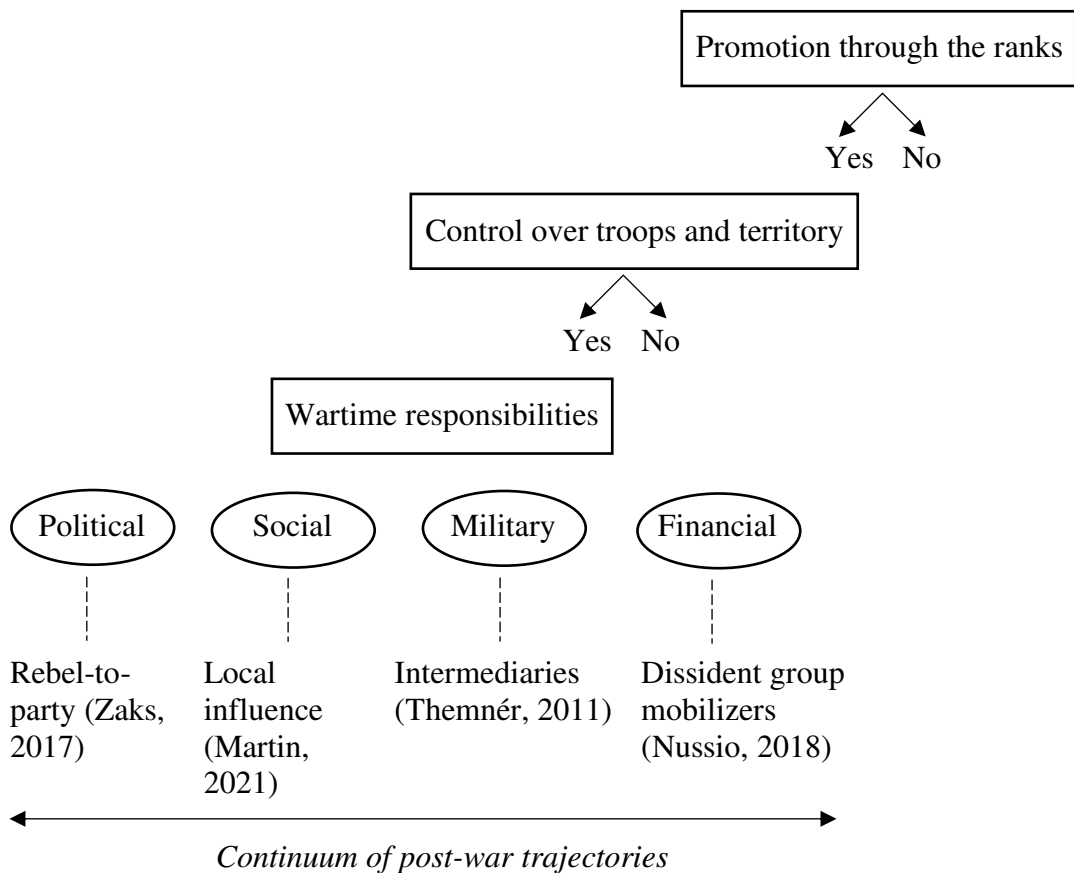 Promotion through the ranks
Yes No
Control over troops and territory
Yes No
Wartime responsibilities
Political
Social
Military
Financial
Rebel-to-
party (Zaks,
2017)
Local
influence
(Martin,
2021)
Intermediaries
(Themnér, 2011)
Dissident group
mobilizers
(Nussio, 2018)
Continuum of post-war trajectories